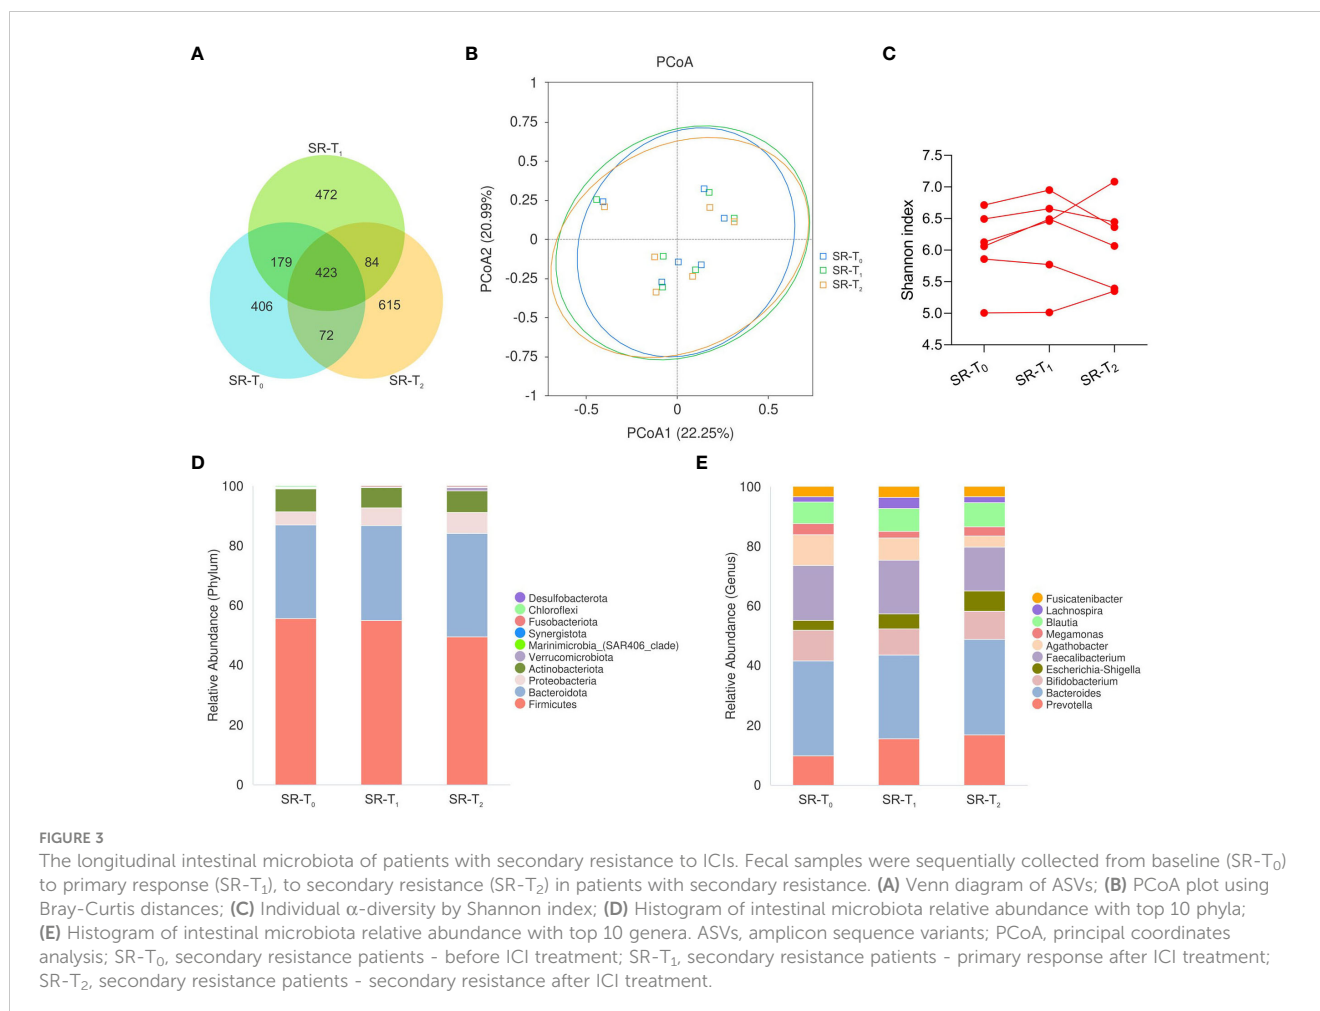 A
SR-T1
472
179
423
84
406
72
615
SR-T0
SR-T2
B
PCoA
PCoA2 (20.99%)
1
0.75
0.5
0.25
0
-0.25
-0.5
-0.75
-1
-0.5
0
0.5
PCoA1 (22.25%)
SR-T0
SR-T1
SR-T2
C
Shannon index
7.5
7.0
6.5
6.0
5.5
5.0
4.5
SR-T0
SR-T1
SR-T2
D
Relative Abundance (Phylum)
100
80
60
40
20
0
SR-T0
SR-T1
SR-T2
Desulfobacterota
Chloroflexi
Fusobacteriota
Synergistota
Marinimicrobia_(SAR406_clade)
Verrucomicrobiota
Actinobacteriota
Proteobacteria
Bacteroidota
Firmicutes
E
Relative Abundance (Genus)
100
80
60
40
20
0
SR-T0
SR-T1
SR-T2
Fusicatenibacter
Lachnospira
Blautia
Megamonas
Agathobacter
Faecalibacterium
Escherichia-Shigella
Bifidobacterium
Bacteroides
Prevotella
FIGURE 3
The longitudinal intestinal microbiota of patients with secondary resistance to ICIs. Fecal samples were sequentially collected from baseline (SR-T0)
to primary response (SR-T1), to secondary resistance (SR-T2) in patients with secondary resistance. (A) Venn diagram of ASVs; (B) PCoA plot using
Bray-Curtis distances; (C) Individual α-diversity by Shannon index; (D) Histogram of intestinal microbiota relative abundance with top 10 phyla;
(E) Histogram of intestinal microbiota relative abundance with top 10 genera. ASVs, amplicon sequence variants; PCoA, principal coordinates
analysis; SR-T0, secondary resistance patients - before ICI treatment; SR-T1, secondary resistance patients - primary response after ICI treatment;
SR-T2, secondary resistance patients - secondary resistance after ICI treatment.